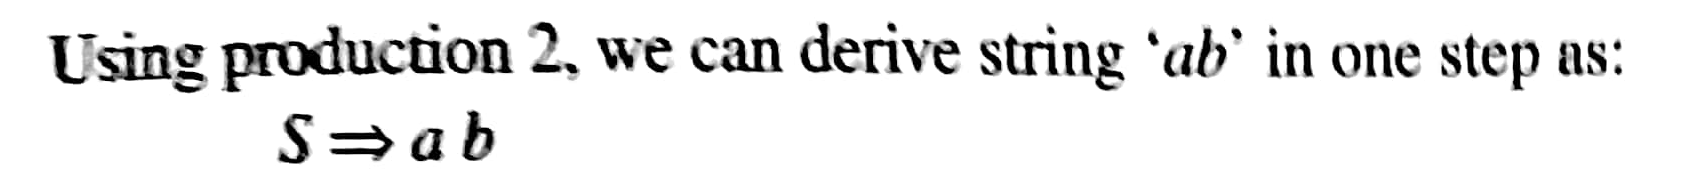 Using production 2, we can derive string ‘ab’ in one step as:
S ⇒ a b